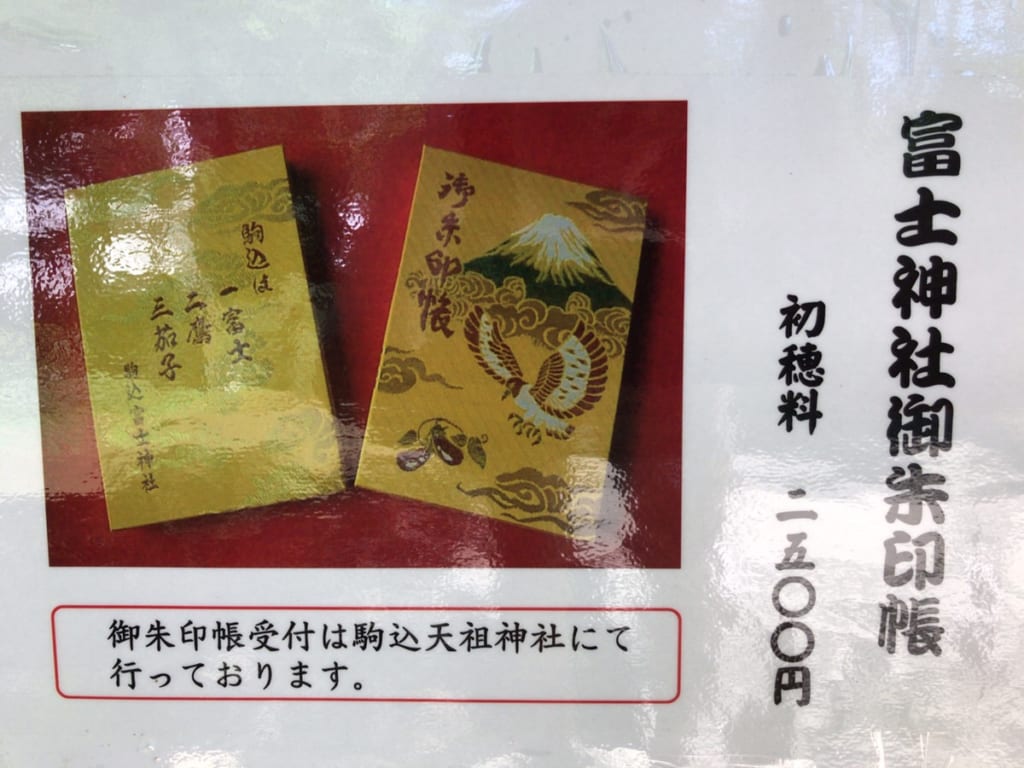 富士神社御朱印帳
初穂料 二五〇〇円
御朱印帳
駒込は
一富士
二鷹
三茄子
駒込富士神社
御朱印帳受付は駒込天祖神社にて
行っております。